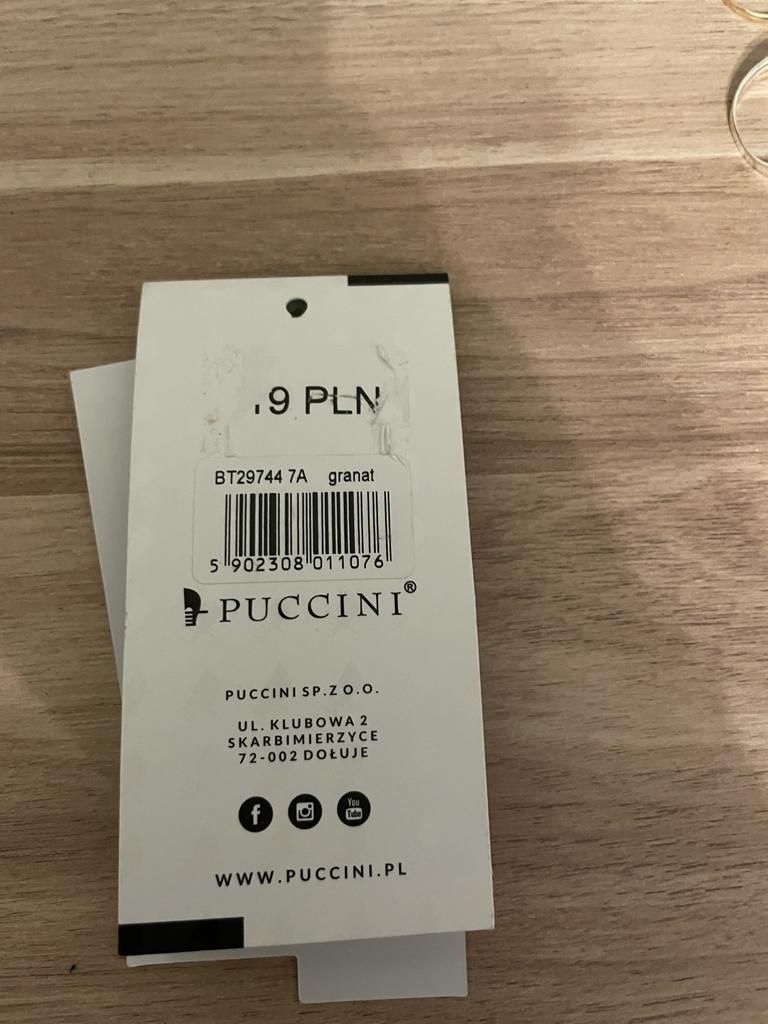 9 PLN
BT29744 7A granat
5 902308 011076
PUCCINI®
PUCCINI SP.Z O.O.
UL. KLUBOWA 2
SKARBIMIERZYCE
72-002 DOŁUJE
f
You
Tube
WWW.PUCCINI.PL